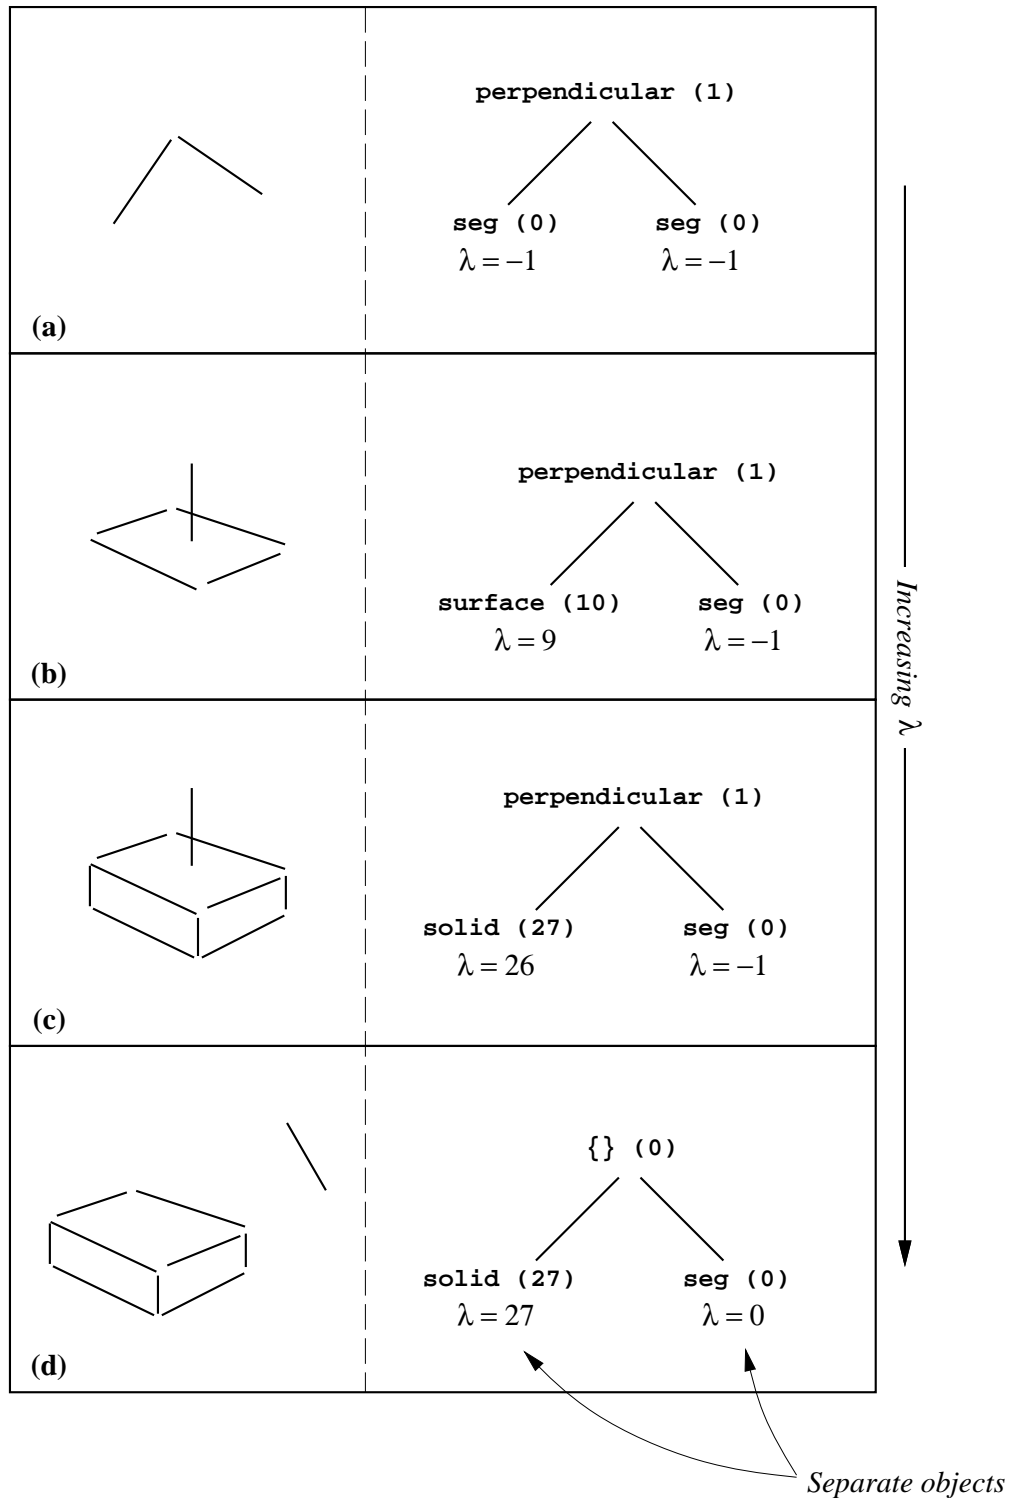 perpendicular (1)
seg (0) seg (0)
λ = −1 λ = −1
(a)
perpendicular (1)
surface (10) seg (0)
λ = 9 λ = −1
(b)
perpendicular (1)
solid (27) seg (0)
λ = 26 λ = −1
(c)
{} (0)
solid (27) seg (0)
λ = 27 λ = 0
(d)
Increasing λ
Separate objects